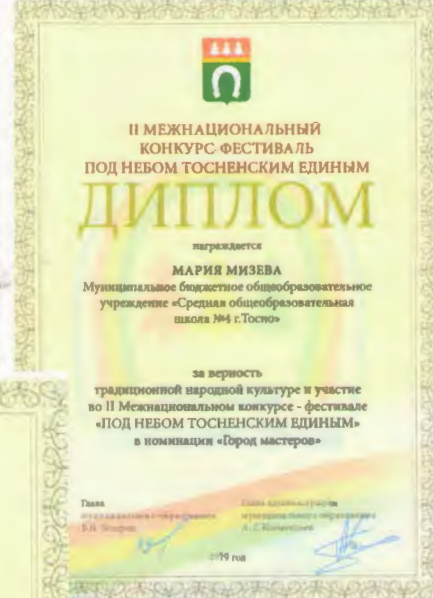 II МЕЖНАЦИОНАЛЬНЫЙ
КОНКУРС-ФЕСТИВАЛЬ
ПОД НЕБОМ ТОСНЕНСКИМ ЕДИНЫМ
ДИПЛОМ
награждается
МАРИЯ МИЗЕВА
Муниципальное бюджетное общеобразовательное
учреждение «Средняя общеобразовательная
школа №4 г.Тосно»
за верность
традиционной народной культуре и участие
во II Межнациональном конкурсе - фестивале
«ПОД НЕБОМ ТОСНЕНСКИМ ЕДИНЫМ»
в номинации «Город мастеров»
Глава
муниципального образования
Глава администрации
муниципального образования
год